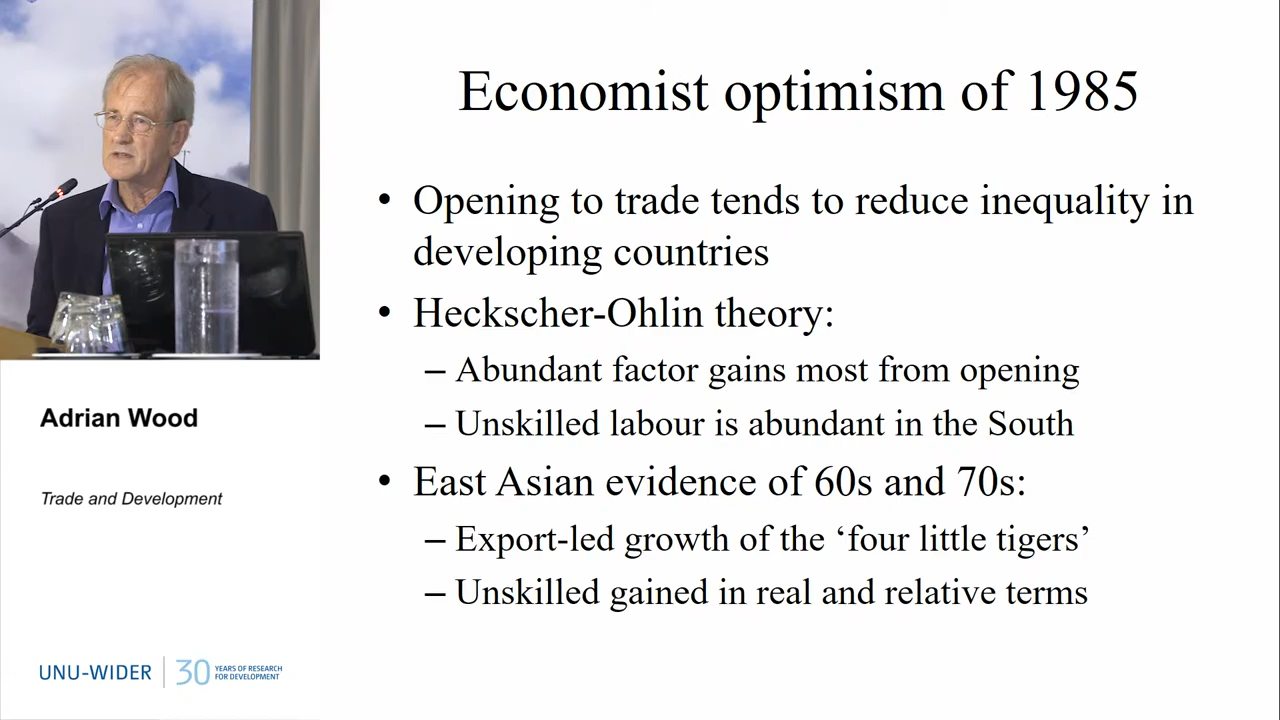 Economist optimism of 1985
• Opening to trade tends to reduce inequality in
developing countries
• Heckscher-Ohlin theory:
– Abundant factor gains most from opening
– Unskilled labour is abundant in the South
• East Asian evidence of 60s and 70s:
– Export-led growth of the ‘four little tigers’
– Unskilled gained in real and relative terms
Adrian Wood
Trade and Development
UNU-WIDER
30
YEARS OF RESEARCH
FOR DEVELOPMENT